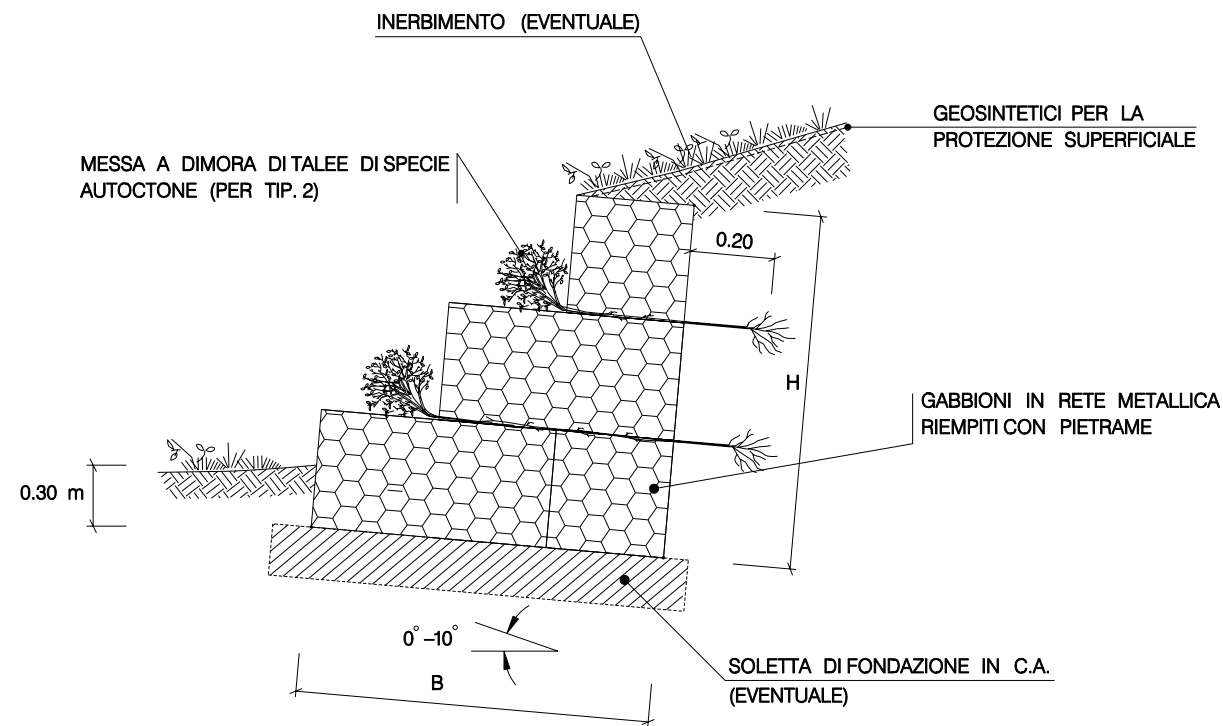 INERBIMENTO (EVENTUALE)
GEOSINTETICI PER LA
PROTEZIONE SUPERFICIALE
MESSA A DIMORA DI TALEE DI SPECIE
AUTOCTONE (PER TIP. 2)
0.20
H
GABBIONI IN RETE METALLICA
RIEMPITI CON PIETRAME
0.30 m
0°-10°
SOLETTA DI FONDAZIONE IN C.A.
(EVENTUALE)
B